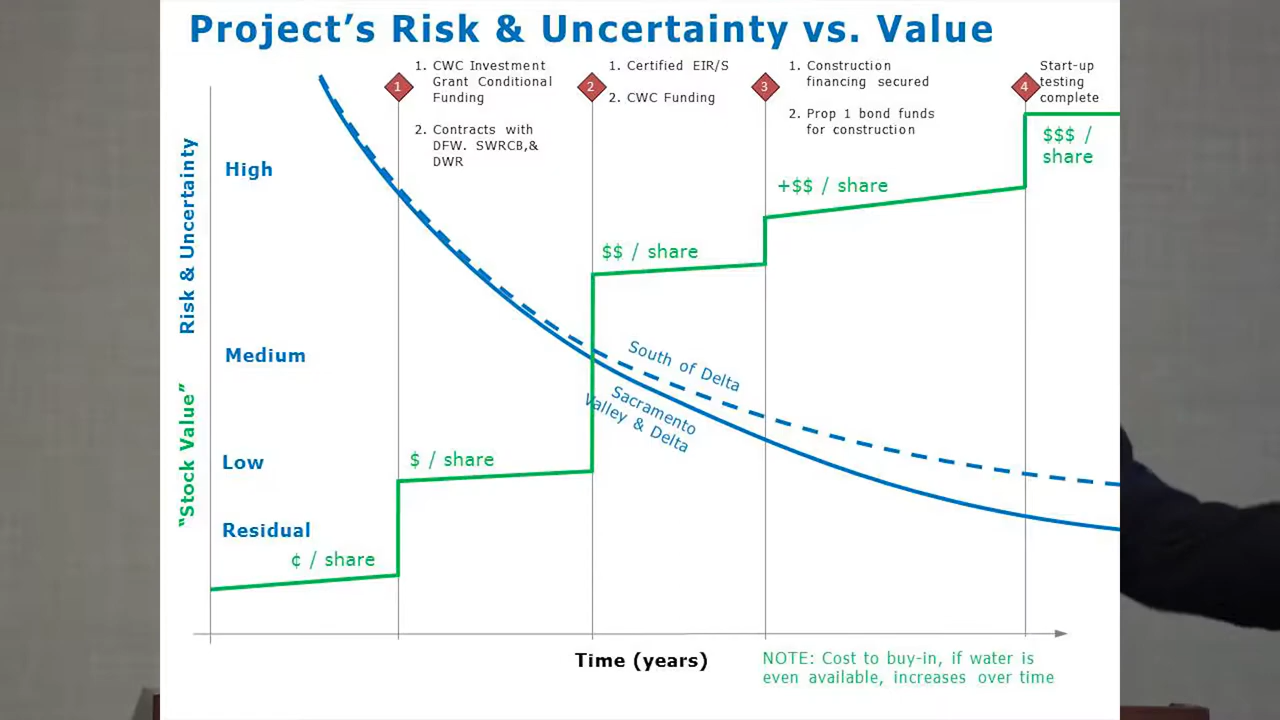 Project's Risk & Uncertainty vs. Value
1
1. CWC Investment
Grant Conditional
Funding
2. Contracts with
DFW. SWRCB,&
DWR
2
1. Certified EIR/S
2. CWC Funding
3
1. Construction
financing secured
2. Prop 1 bond funds
for construction
4
Start-up
testing
complete
Risk & Uncertainty
"Stock Value"
High
Medium
Low
Residual
¢ / share
$ / share
$$ / share
+$$ / share
$$$ /
share
South of Delta
Sacramento
Valley & Delta
Time (years)
NOTE: Cost to buy-in, if water is
even available, increases over time